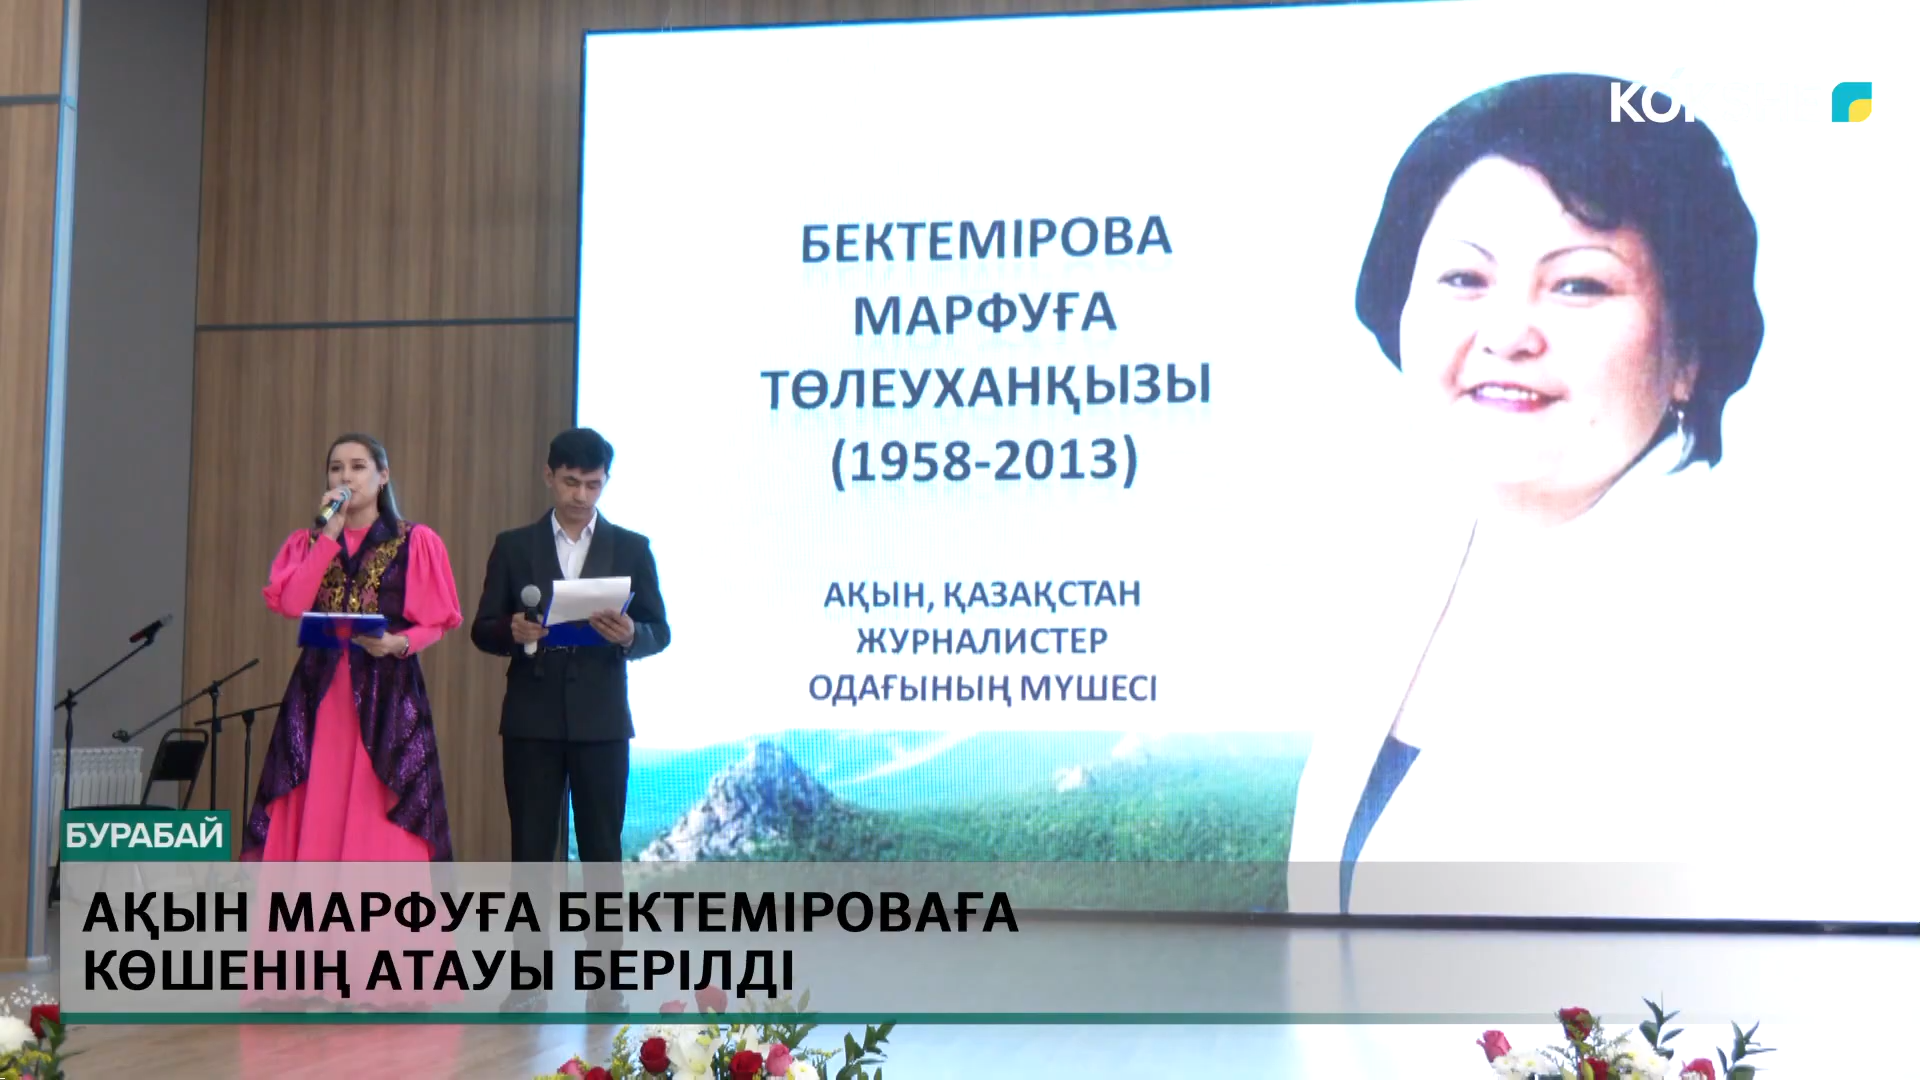 БЕКТЕМІРОВА
МАРФУҒА
ТӨЛЕУХАНҚЫЗЫ
(1958-2013)
АҚЫН, ҚАЗАҚСТАН
ЖУРНАЛИСТЕР
ОДАҒЫНЫҢ МҮШЕСІ
БУРАБАЙ
АҚЫН МАРФУҒА БЕКТЕМІРОВАҒА
КӨШЕНІҢ АТАУЫ БЕРІЛДІ